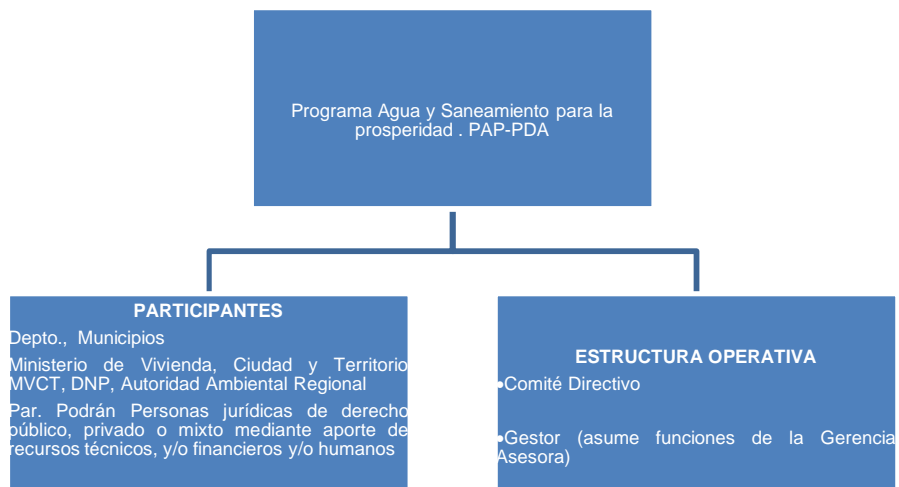 Programa Agua y Saneamiento para la
prosperidad . PAP-PDA
PARTICIPANTES
Depto., Municipios
Ministerio de Vivienda, Ciudad y Territorio
MVCT, DNP, Autoridad Ambiental Regional
Par. Podrán Personas jurídicas de derecho
público, privado o mixto mediante aporte de
recursos técnicos, y/o financieros y/o humanos
ESTRUCTURA OPERATIVA
•Comité Directivo
•Gestor (asume funciones de la Gerencia
Asesora)